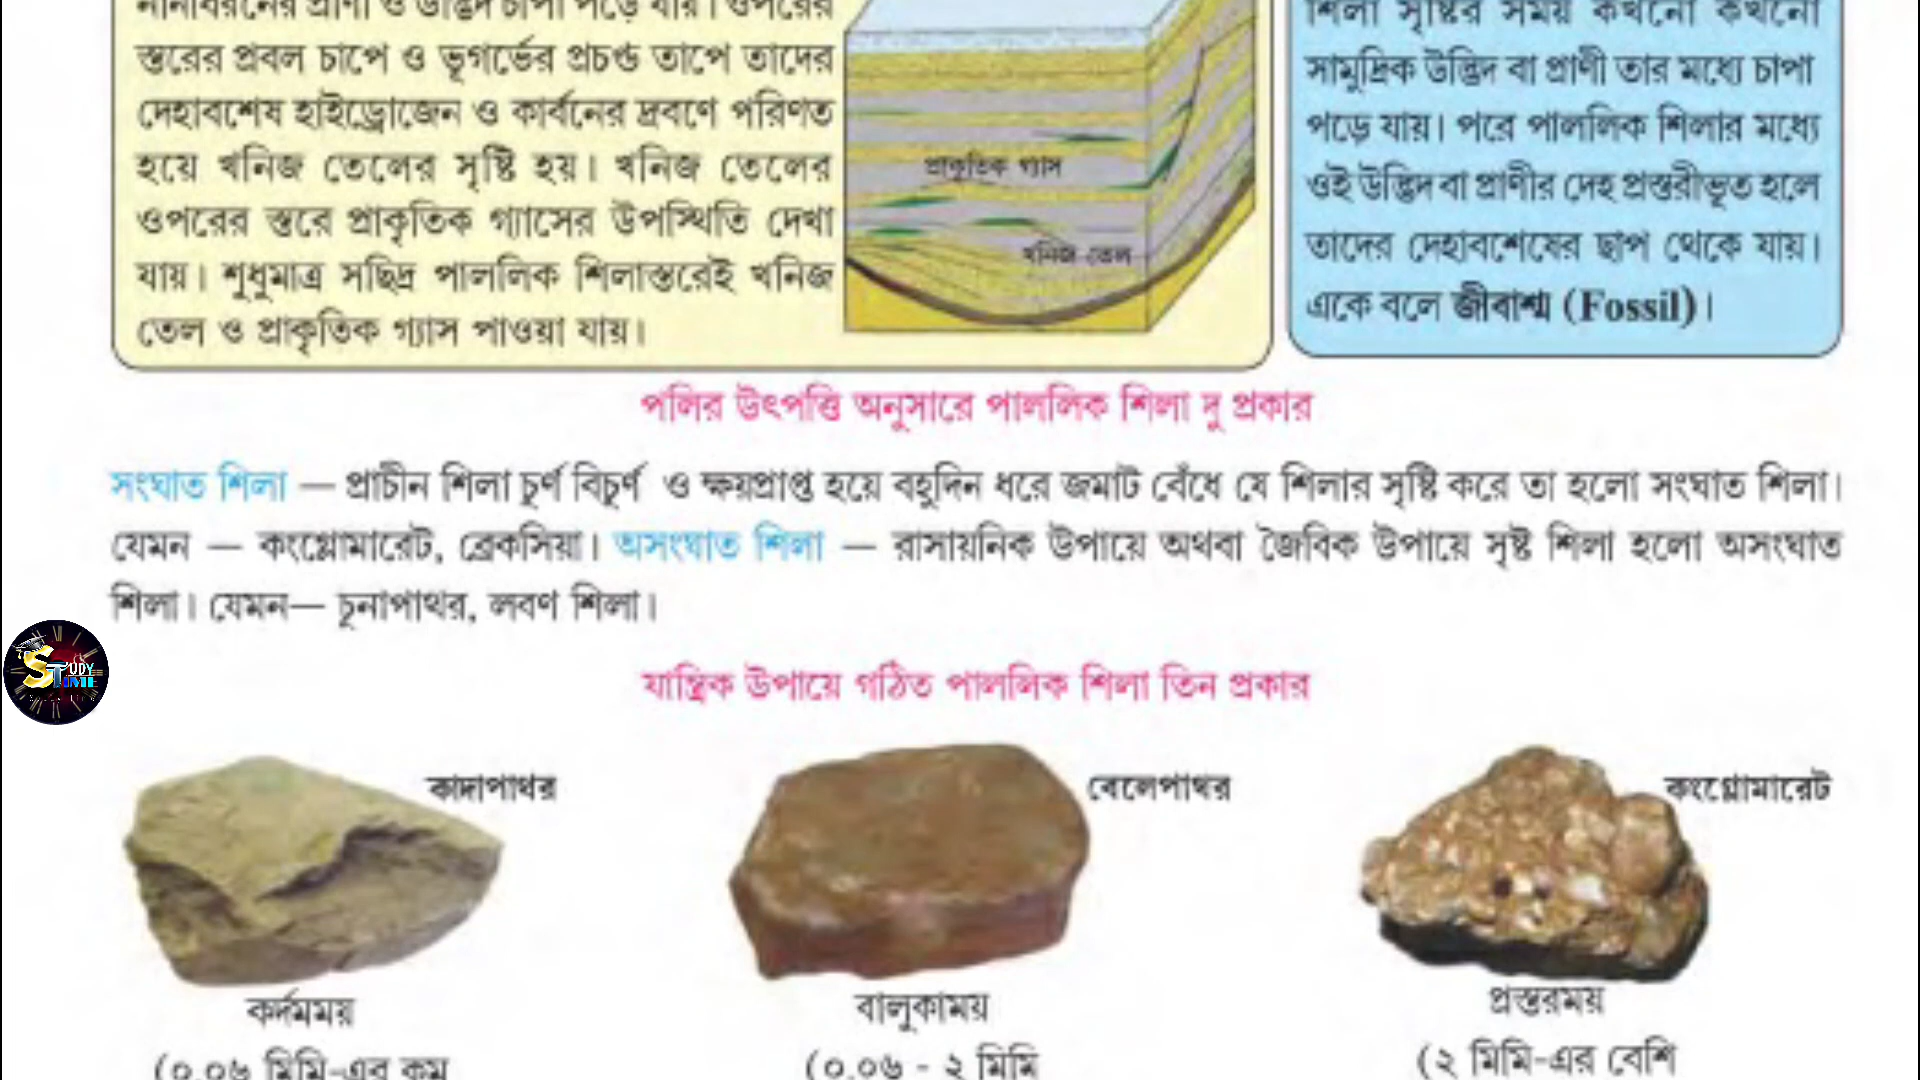 নানাধরনের প্রাণী ও উদ্ভিদ চাপা পড়ে যায়। ওপরের
স্তরের প্রবল চাপে ও ভূগর্ভের প্রচণ্ড তাপে তাদের
দেহাবশেষ হাইড্রোজেন ও কার্বনের দ্রবণে পরিণত
হয়ে খনিজ তেলের সৃষ্টি হয়। খনিজ তেলের
ওপরের স্তরে প্রাকৃতিক গ্যাসের উপস্থিতি দেখা
যায়। শুধুমাত্র সছিদ্র পাললিক শিলাস্তরেই খনিজ
তেল ও প্রাকৃতিক গ্যাস পাওয়া যায়।
প্রাকৃতিক গ্যাস
খনিজ তেল
শিলা সৃষ্টির সময় কখনো কখনো
সামুদ্রিক উদ্ভিদ বা প্রাণী তার মধ্যে চাপা
পড়ে যায়। পরে পাললিক শিলার মধ্যে
ওই উদ্ভিদ বা প্রাণীর দেহ প্রস্তরীভূত হলে
তাদের দেহাবশেষের ছাপ থেকে যায়।
একে বলে জীবাশ্ম (Fossil)।
পলির উৎপত্তি অনুসারে পাললিক শিলা দু প্রকার
সংঘাত শিলা — প্রাচীন শিলা চূর্ণ বিচূর্ণ ও ক্ষয়প্রাপ্ত হয়ে বহুদিন ধরে জমাট বেঁধে যে শিলার সৃষ্টি করে তা হলো সংঘাত শিলা।
যেমন — কংগ্লোমারেট, ব্রেকসিয়া। অসংঘাত শিলা — রাসায়নিক উপায়ে অথবা জৈবিক উপায়ে সৃষ্ট শিলা হলো অসংঘাত
শিলা। যেমন— চুনাপাথর, লবণ শিলা।
STUDY
TIME
যান্ত্রিক উপায়ে গঠিত পাললিক শিলা তিন প্রকার
কাদাপাথর
বেলেপাথর
কংগ্লোমারেট
কর্দমময়
বালুকাময়
প্রস্তরময়
(০.০৬ মিমি-এর কম
(০.০৬ - ২ মিমি
(২ মিমি-এর বেশি